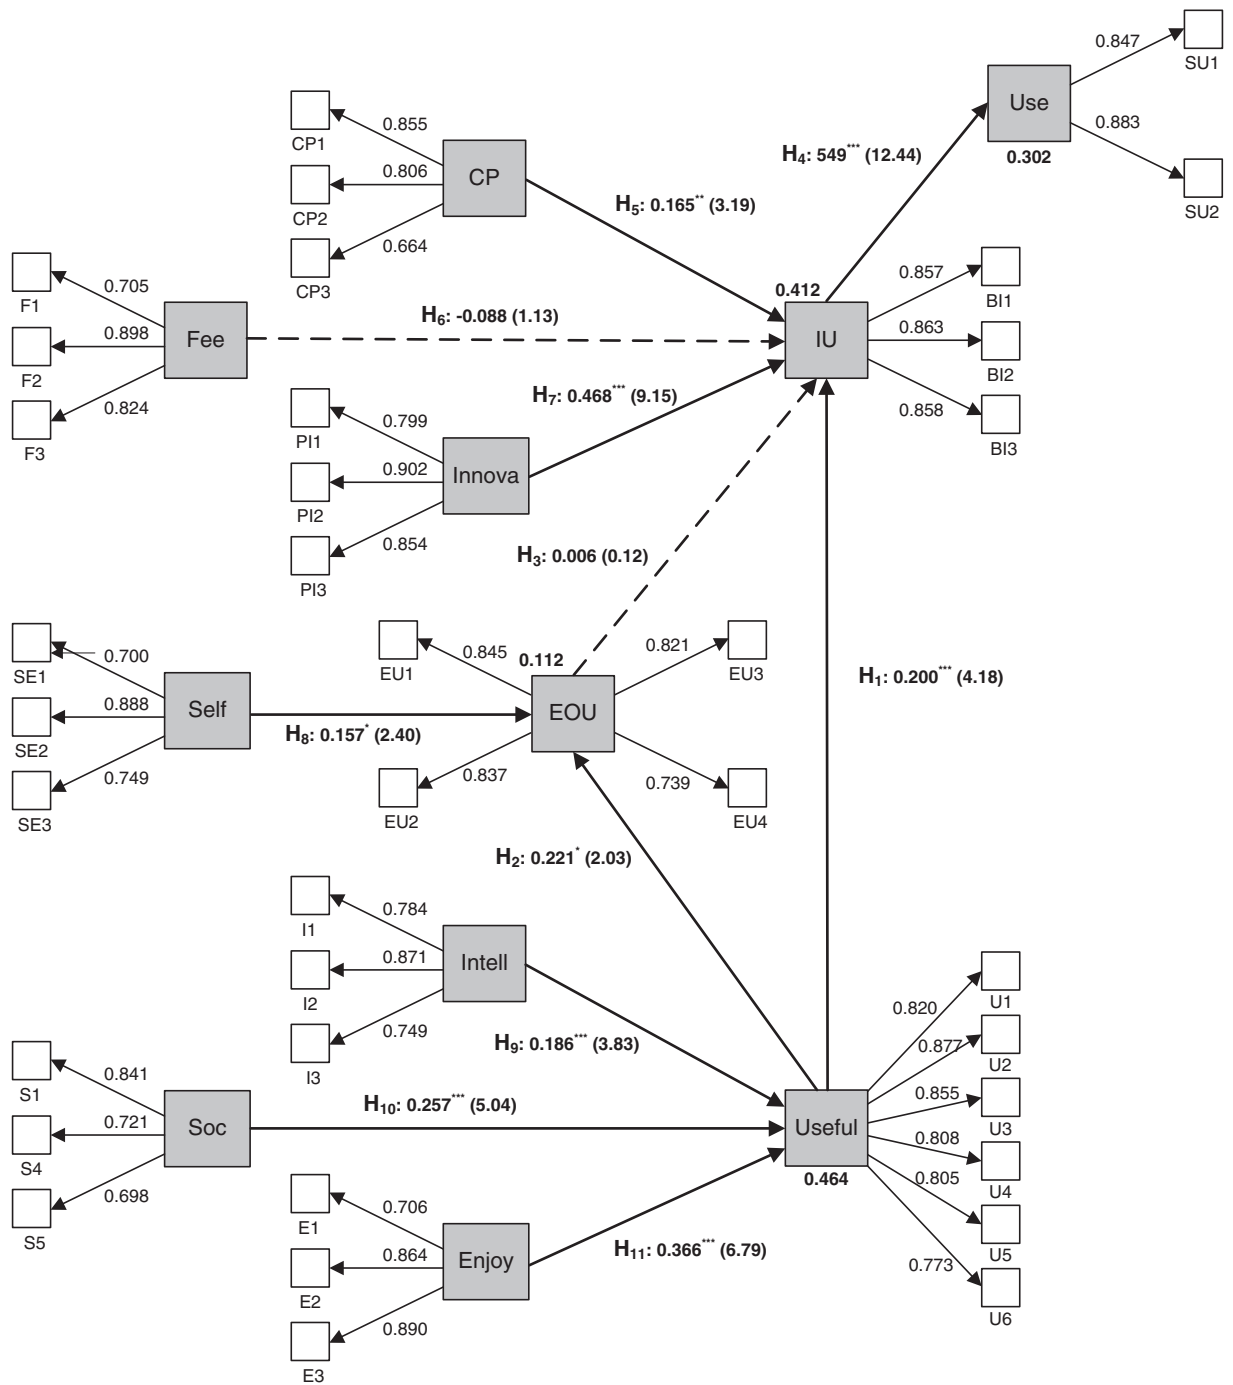 0.847
SU1
Use
0.883
SU2
0.302
H4: 549*** (12.44)
CP1
0.855
CP
0.806
CP2
0.664
CP3
H5: 0.165** (3.19)
F1
0.705
Fee
0.898
F2
0.824
F3
H6: -0.088 (1.13)
0.412
IU
0.857
BI1
0.863
BI2
0.858
BI3
PI1
0.799
Innova
0.902
PI2
0.854
PI3
H7: 0.468*** (9.15)
H3: 0.006 (0.12)
SE1
0.700
Self
0.888
SE2
0.749
SE3
H8: 0.157* (2.40)
EU1
0.845
0.112
EOU
0.821
EU3
0.837
EU2
0.739
EU4
H1: 0.200*** (4.18)
H2: 0.221* (2.03)
I1
0.784
Intell
0.871
I2
0.749
I3
H9: 0.186*** (3.83)
S1
0.841
Soc
0.721
S4
0.698
S5
H10: 0.257*** (5.04)
Useful
0.464
0.820
U1
0.877
U2
0.855
U3
0.808
U4
0.805
U5
0.773
U6
E1
0.706
Enjoy
0.864
E2
0.890
E3
H11: 0.366*** (6.79)